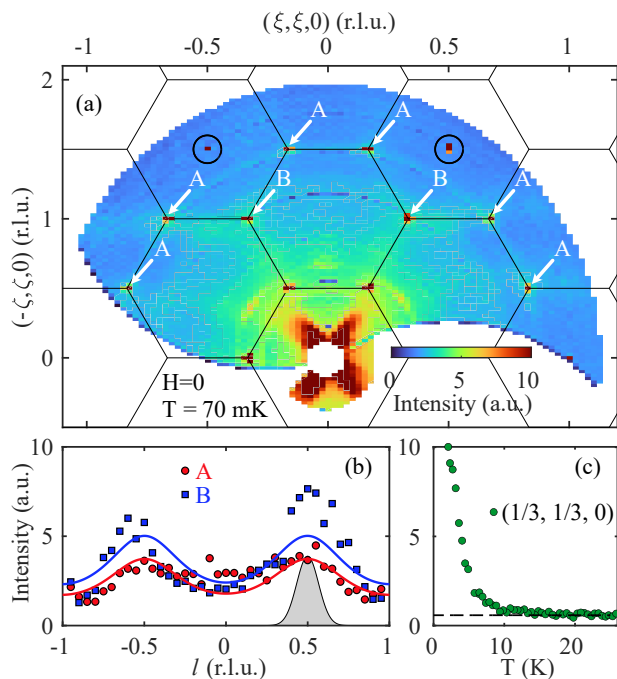 (ξ,ξ,0) (r.l.u.)
-1 -0.5 0 0.5 1
(-ζ,ζ,0) (r.l.u.)
2
1
0
(a)
A A
A B B A
A A
H=0
T = 70 mK
0 5 10
Intensity (a.u.)
Intensity (a.u.)
10
5
0
(b)
A
B
-1 -0.5 0 0.5 1
l (r.l.u.)
10
5
0
(c)
(1/3, 1/3, 0)
0 10 20
T (K)